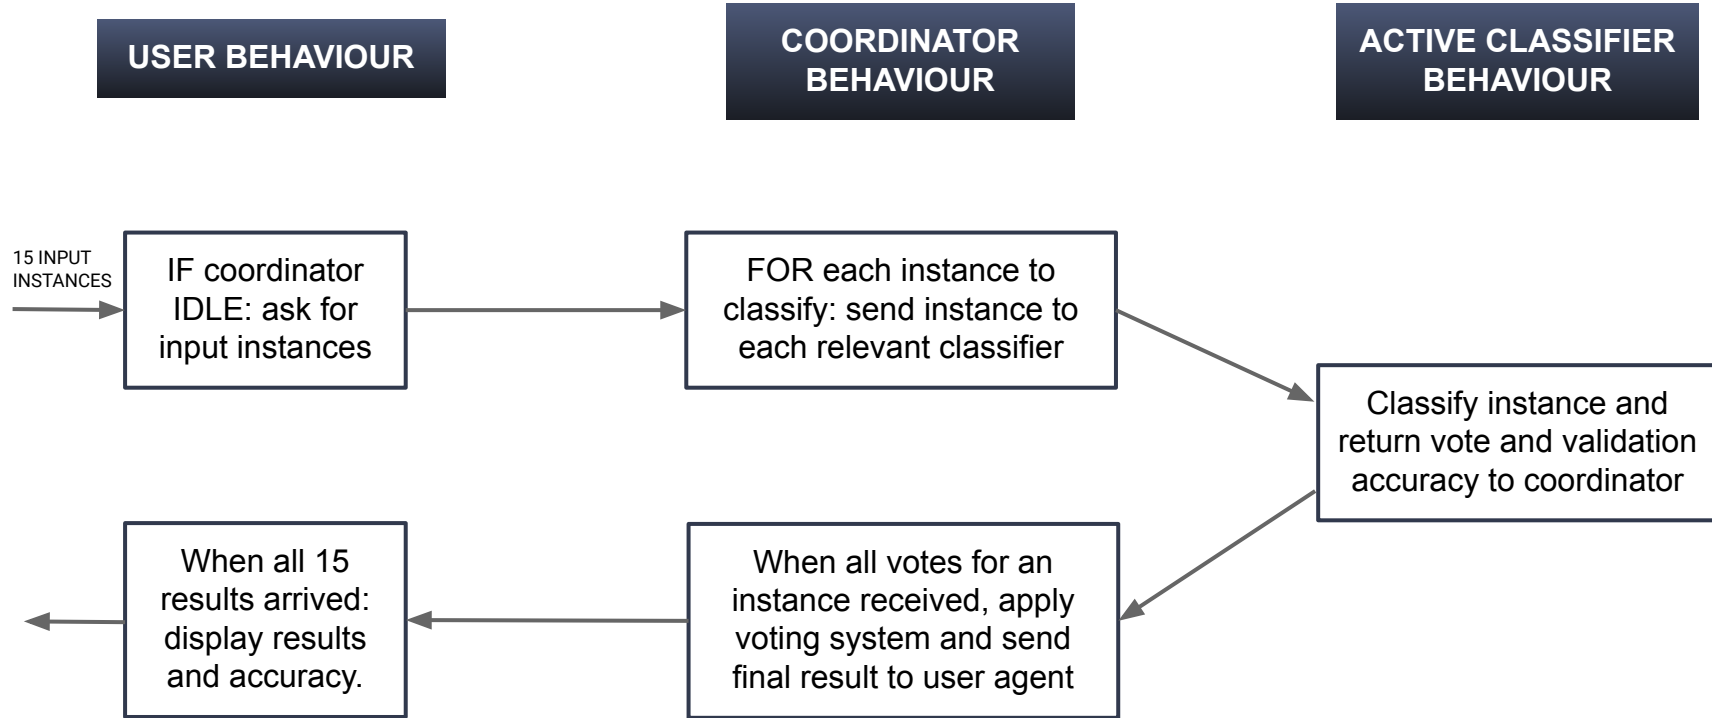 USER BEHAVIOUR
COORDINATOR
BEHAVIOUR
ACTIVE CLASSIFIER
BEHAVIOUR
15 INPUT
INSTANCES
IF coordinator
IDLE: ask for
input instances
FOR each instance to
classify: send instance to
each relevant classifier
Classify instance and
return vote and validation
accuracy to coordinator
When all votes for an
instance received, apply
voting system and send
final result to user agent
When all 15
results arrived:
display results
and accuracy.